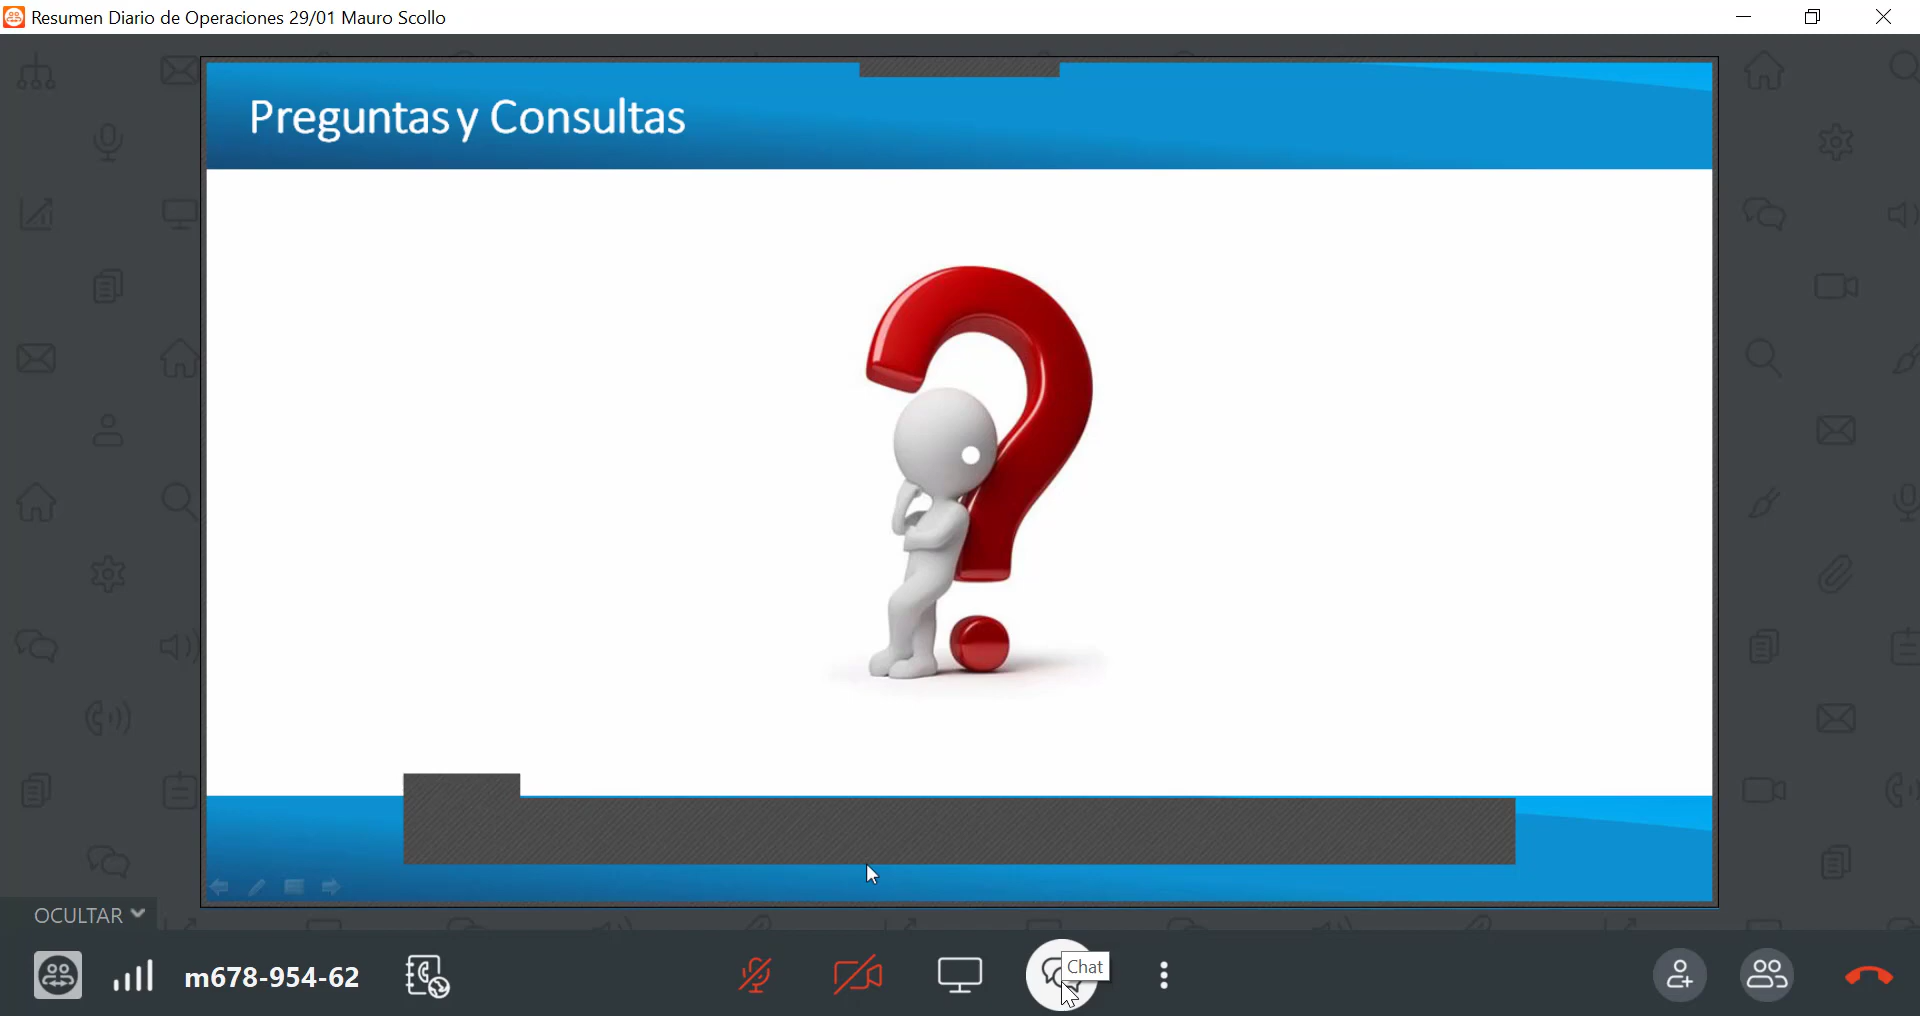 Resumen Diario de Operaciones 29/01 Mauro Scollo
Preguntas y Consultas
OCULTAR
m678-954-62
Chat